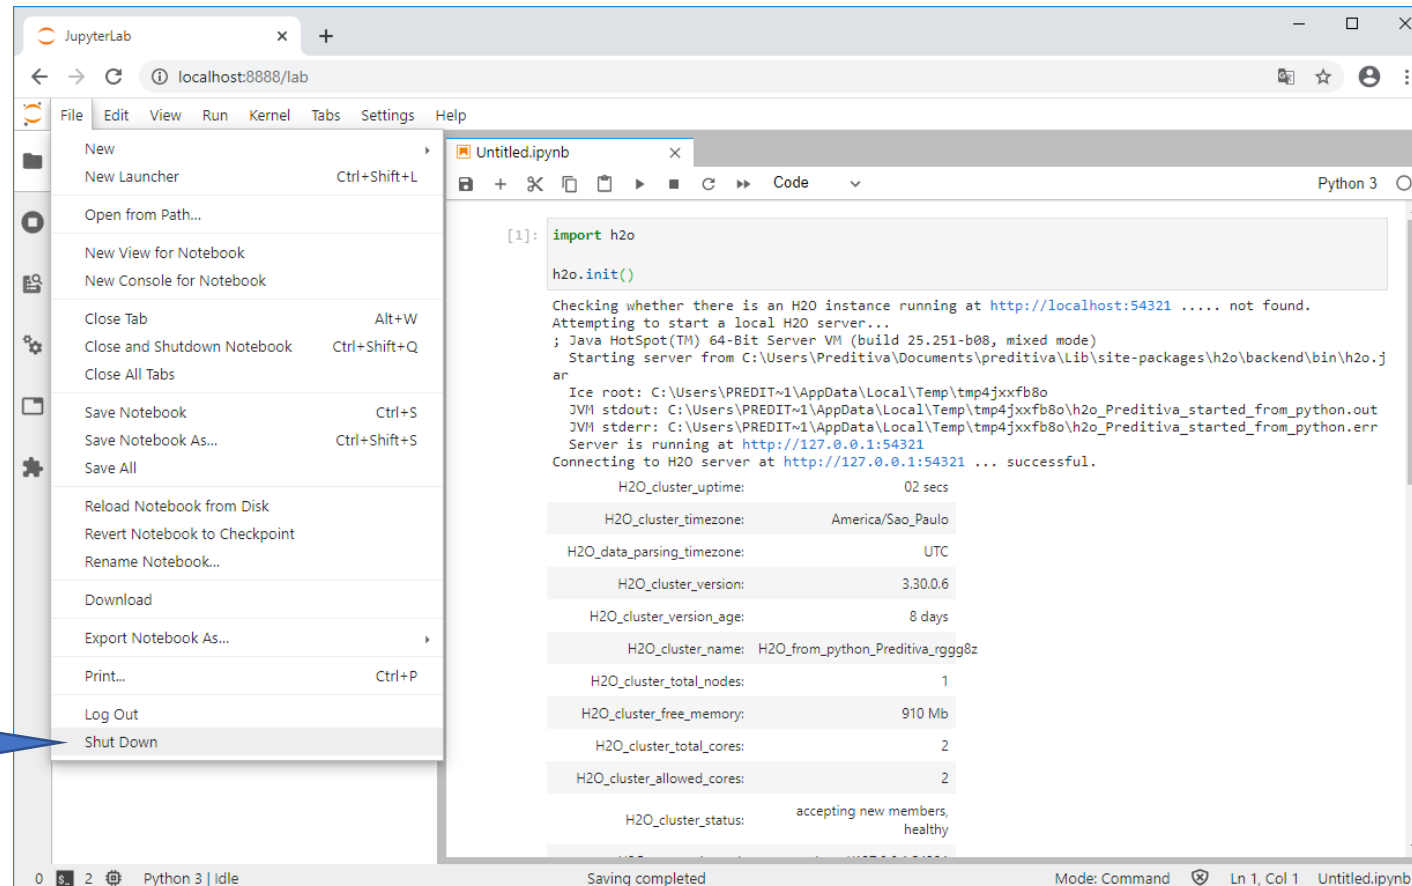 JupyterLab
localhost:8888/lab
File Edit View Run Kernel Tabs Settings Help
New
New Launcher Ctrl+Shift+L
Open from Path...
New View for Notebook
New Console for Notebook
Close Tab Alt+W
Close and Shutdown Notebook Ctrl+Shift+Q
Close All Tabs
Save Notebook Ctrl+S
Save Notebook As... Ctrl+Shift+S
Save All
Reload Notebook from Disk
Revert Notebook to Checkpoint
Rename Notebook...
Download
Export Notebook As...
Print... Ctrl+P
Log Out
Shut Down
Untitled.ipynb
Code Python 3
[1]: import h2o
h2o.init()
Checking whether there is an H2O instance running at http://localhost:54321 ..... not found.
Attempting to start a local H2O server...
; Java HotSpot(TM) 64-Bit Server VM (build 25.251-b08, mixed mode)
Starting server from C:\Users\Preditiva\Documents\preditiva\Lib\site-packages\h2o\backend\bin\h2o.j
ar
Ice root: C:\Users\PREDIT~1\AppData\Local\Temp\tmp4jxxfb8o
JVM stdout: C:\Users\PREDIT~1\AppData\Local\Temp\tmp4jxxfb8o\h2o_Preditiva_started_from_python.out
JVM stderr: C:\Users\PREDIT~1\AppData\Local\Temp\tmp4jxxfb8o\h2o_Preditiva_started_from_python.err
Server is running at http://127.0.0.1:54321
Connecting to H2O server at http://127.0.0.1:54321 ... successful.
H2O_cluster_uptime: 02 secs
H2O_cluster_timezone: America/Sao_Paulo
H2O_data_parsing_timezone: UTC
H2O_cluster_version: 3.30.0.6
H2O_cluster_version_age: 8 days
H2O_cluster_name: H2O_from_python_Preditiva_rggg8z
H2O_cluster_total_nodes: 1
H2O_cluster_free_memory: 910 Mb
H2O_cluster_total_cores: 2
H2O_cluster_allowed_cores: 2
H2O_cluster_status: accepting new members,
healthy
0 2 Python 3 | Idle Saving completed Mode: Command Ln 1, Col 1 Untitled.ipynb